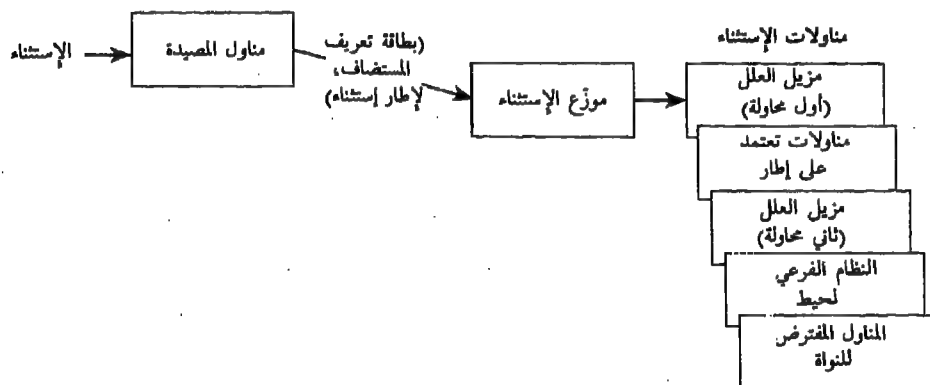 الإستثناء
مناول المصيدة
(بطاقة تعريف
المستضاف،
لإطار إستثناء)
موزّع الإستثناء
مناولات الإستثناء
مزيل العلل
(أول محاولة)
مناولات تعتمد
على إطار
مزيل العلل
(ثاني محاولة)
النظام الفرعي
لمحيط
المناول المفترض
للنواة